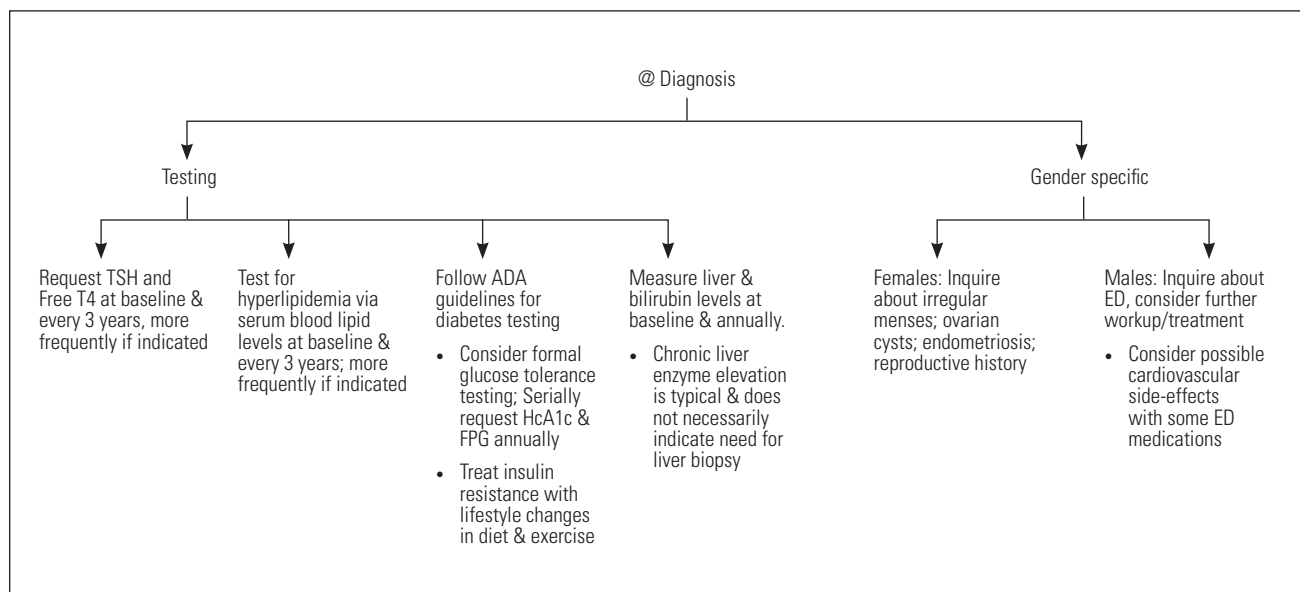 @ Diagnosis
Testing
Gender specific
Request TSH and
Free T4 at baseline &
every 3 years, more
frequently if indicated
Test for
hyperlipidemia via
serum blood lipid
levels at baseline &
every 3 years; more
frequently if indicated
Follow ADA
guidelines for
diabetes testing
• Consider formal
glucose tolerance
testing; Serially
request HcA1c &
FPG annually
• Treat insulin
resistance with
lifestyle changes
in diet & exercise
Measure liver &
bilirubin levels at
baseline & annually.
• Chronic liver
enzyme elevation
is typical & does
not necessarily
indicate need for
liver biopsy
Females: Inquire
about irregular
menses; ovarian
cysts; endometriosis;
reproductive history
Males: Inquire about
ED, consider further
workup/treatment
• Consider possible
cardiovascular
side-effects
with some ED
medications